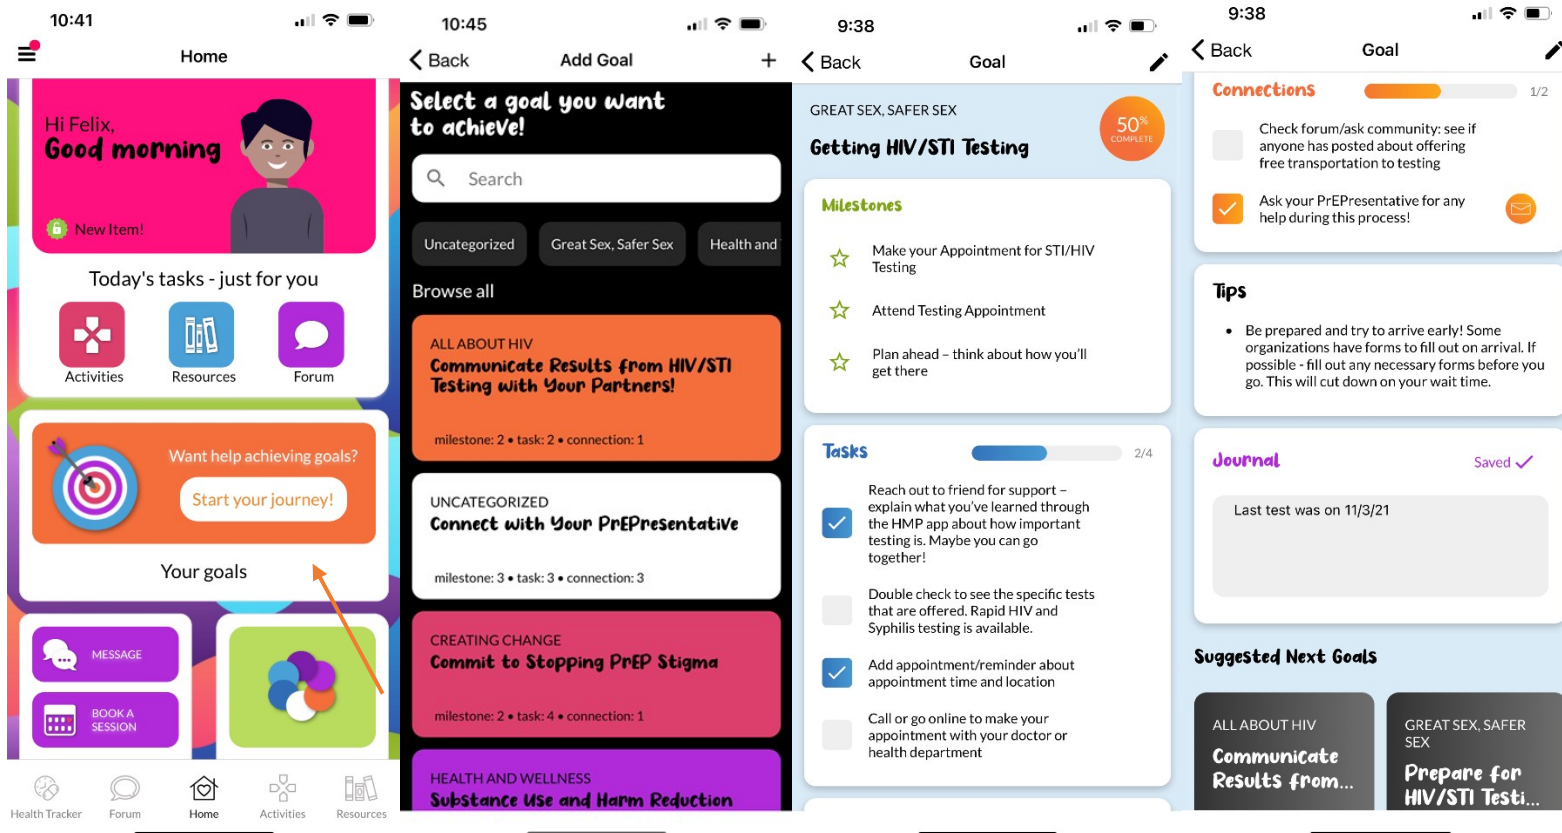 10:41
Home
Hi Felix,
Good morning
New Item!
Today's tasks - just for you
Activities
Resources
Forum
Want help achieving goals?
Start your journey!
Your goals
MESSAGE
BOOK A
SESSION
Health Tracker
Forum
Home
Activities
Resources
10:45
Back
Add Goal
Select a goal you want
to achieve!
Search
Uncategorized
Great Sex, Safer Sex
Health and
Browse all
ALL ABOUT HIV
Communicate Results from HIV/STI
Testing with Your Partners!
milestone: 2 • task: 2 • connection: 1
UNCATEGORIZED
Connect with Your PrEPresentative
milestone: 3 • task: 3 • connection: 3
CREATING CHANGE
Commit to Stopping PrEP Stigma
milestone: 2 • task: 4 • connection: 1
HEALTH AND WELLNESS
Substance Use and Harm Reduction
9:38
Back
Goal
GREAT SEX, SAFER SEX
Getting HIV/STI Testing
50%
COMPLETE
Milestones
Make your Appointment for STI/HIV
Testing
Attend Testing Appointment
Plan ahead – think about how you'll
get there
Tasks
2/4
Reach out to friend for support –
explain what you've learned through
the HMP app about how important
testing is. Maybe you can go
together!
Double check to see the specific tests
that are offered. Rapid HIV and
Syphilis testing is available.
Add appointment/reminder about
appointment time and location
Call or go online to make your
appointment with your doctor or
health department
9:38
Back
Goal
Connections
1/2
Check forum/ask community: see if
anyone has posted about offering
free transportation to testing
Ask your PrEPresentative for any
help during this process!
Tips
• Be prepared and try to arrive early! Some
organizations have forms to fill out on arrival. If
possible - fill out any necessary forms before you
go. This will cut down on your wait time.
Journal
Saved
Last test was on 11/3/21
Suggested Next Goals
ALL ABOUT HIV
Communicate
Results from...
GREAT SEX, SAFER
SEX
Prepare for
HIV/STI Testi...